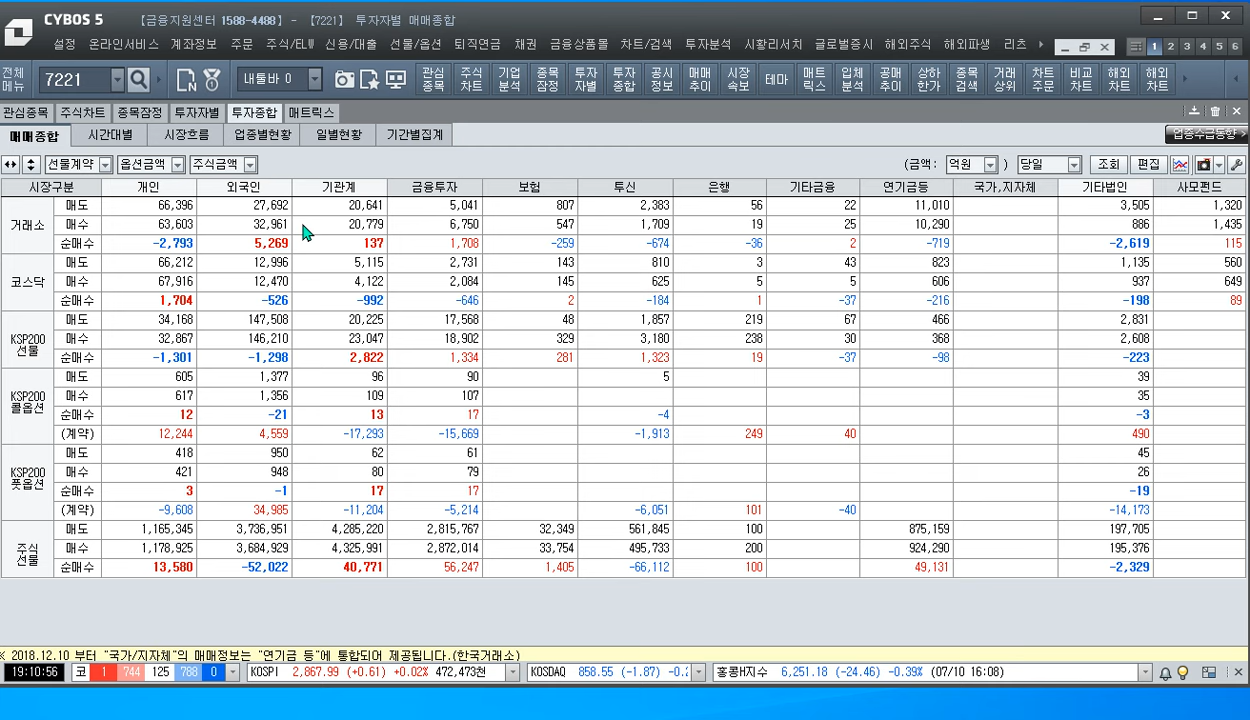 CYBOS 5 【금융지원센터 1588-4488】 - 【7221】 투자자별 매매종합
설정 온라인서비스 계좌정보 주문 주식/ELW 신용/대출 선물/옵션 퇴직연금 채권 금융상품몰 차트/검색 투자분석 시황리서치 글로벌증시 해외주식 해외파생 리츠 1 2 3 4 5 6
전체메뉴 7221 내툴바 0 관심종목 주식차트 기업분석 종목잠정 투자자별 투자종합 공시정보 매매추이 시장속보 테마 매트릭스 입체분석 공매추이 상하한가 종목검색 거래상위 차트주문 비교차트 해외차트 해외차트
관심종목 주식차트 종목잠정 투자자별 투자종합 매트릭스
매매종합 시간대별 시장흐름 업종별현황 일별현황 기간별집계 업종수급동향 >
선물계약 옵션금액 주식금액 (금액: 억원 ) 당일 조회 편집
시장구분 개인 외국인 기관계 금융투자 보험 투신 은행 기타금융 연기금등 국가,지자체 기타법인 사모펀드
거래소 매도 66,396 27,692 20,641 5,041 807 2,383 56 22 11,010 3,505 1,320
매수 63,603 32,961 20,779 6,750 547 1,709 19 25 10,290 886 1,435
순매수 -2,793 5,269 137 1,708 -259 -674 -36 2 -719 -2,619 115
코스닥 매도 66,212 12,996 5,115 2,731 143 810 3 43 823 1,135 560
매수 67,916 12,470 4,122 2,084 145 625 5 5 606 937 649
순매수 1,704 -526 -992 -646 2 -184 1 -37 -216 -198 89
KSP200 선물 매도 34,168 147,508 20,225 17,568 48 1,857 219 67 466 2,831
매수 32,867 146,210 23,047 18,902 329 3,180 238 30 368 2,608
순매수 -1,301 -1,298 2,822 1,334 281 1,323 19 -37 -98 -223
KSP200 콜옵션 매도 605 1,377 96 90 5 39
매수 617 1,356 109 107 35
순매수 12 -21 13 17 -4 -3
(계약) 12,244 4,559 -17,293 -15,669 -1,913 249 40 490
KSP200 풋옵션 매도 418 950 62 61 45
매수 421 948 80 79 26
순매수 3 -1 17 17 -19
(계약) -9,608 34,985 -11,204 -5,214 -6,051 101 -40 -14,173
주식 선물 매도 1,165,345 3,736,951 4,285,220 2,815,767 32,349 561,845 100 875,159 197,705
매수 1,178,925 3,684,929 4,325,991 2,872,014 33,754 495,733 200 924,290 195,376
순매수 13,580 -52,022 40,771 56,247 1,405 -66,112 100 49,131 -2,329
※ 2018.12.10 부터 "국가/지자체"의 매매정보는 "연기금 등"에 통합되어 제공됩니다.(한국거래소)
19:10:56 코 1 744 125 788 0 KOSPI 2,867.99 (+0.61) +0.02% 472,473천 KOSDAQ 858.55 (-1.87) 홍콩H지수 6,251.18 (-24.46) -0.39% (07/10 16:08)